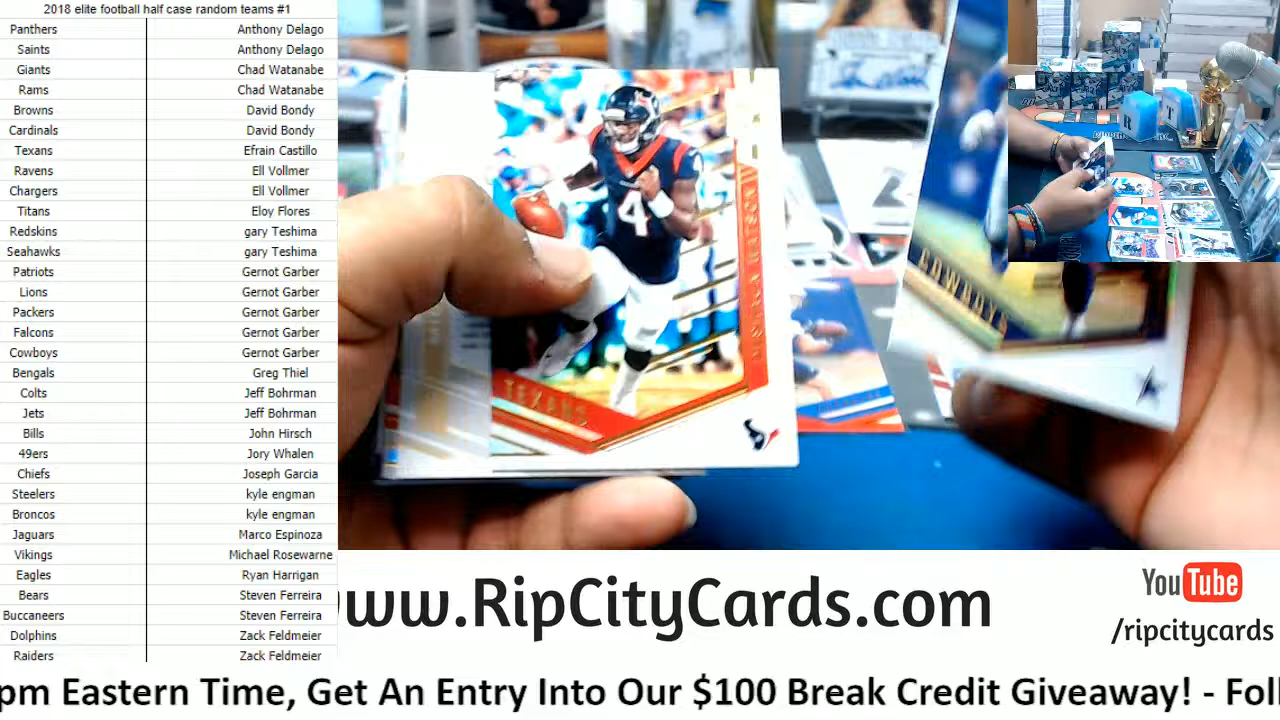 2018 elite football half case random teams #1
Panthers Anthony Delago
Saints Anthony Delago
Giants Chad Watanabe
Rams Chad Watanabe
Browns David Bondy
Cardinals David Bondy
Texans Efrain Castillo
Ravens Ell Vollmer
Chargers Ell Vollmer
Titans Eloy Flores
Redskins gary Teshima
Seahawks gary Teshima
Patriots Gernot Garber
Lions Gernot Garber
Packers Gernot Garber
Falcons Gernot Garber
Cowboys Gernot Garber
Bengals Greg Thiel
Colts Jeff Bohrman
Jets Jeff Bohrman
Bills John Hirsch
49ers Jory Whalen
Chiefs Joseph Garcia
Steelers kyle engman
Broncos kyle engman
Jaguars Marco Espinoza
Vikings Michael Rosewarne
Eagles Ryan Harrigan
Bears Steven Ferreira
Buccaneers Steven Ferreira
Dolphins Zack Feldmeier
Raiders Zack Feldmeier
4
TEXANS
COWBOYS
R T
ww.RipCityCards.com
YouTube
/ripcitycards
pm Eastern Time, Get An Entry Into Our $100 Break Credit Giveaway! - Foll